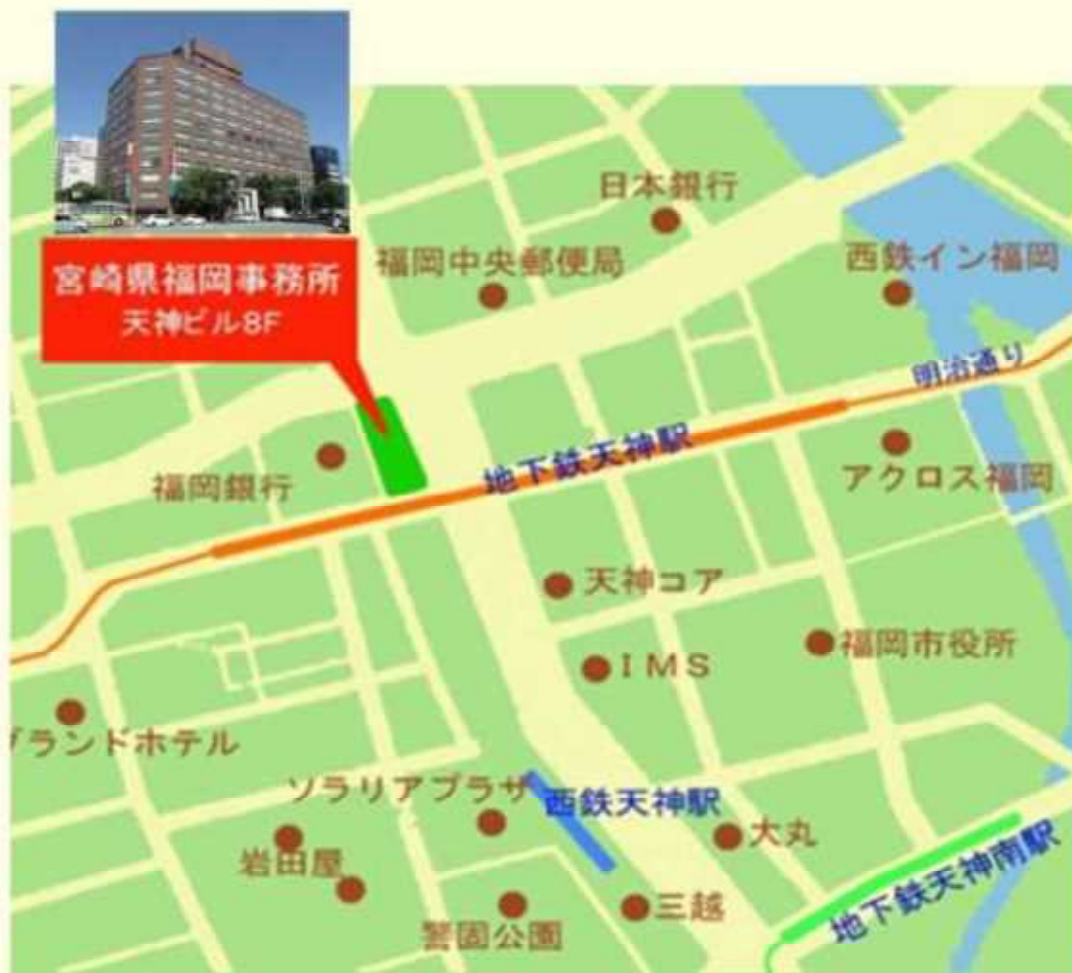 日本銀行
福岡中央郵便局
西鉄イン福岡
宮崎県福岡事務所
天神ビル8F
明治通り
地下鉄天神駅
福岡銀行
アクロス福岡
天神コア
福岡市役所
IMS
グランドホテル
ソラリアプラザ
西鉄天神駅
大丸
岩田屋
地下鉄天神南駅
三越
警固公園